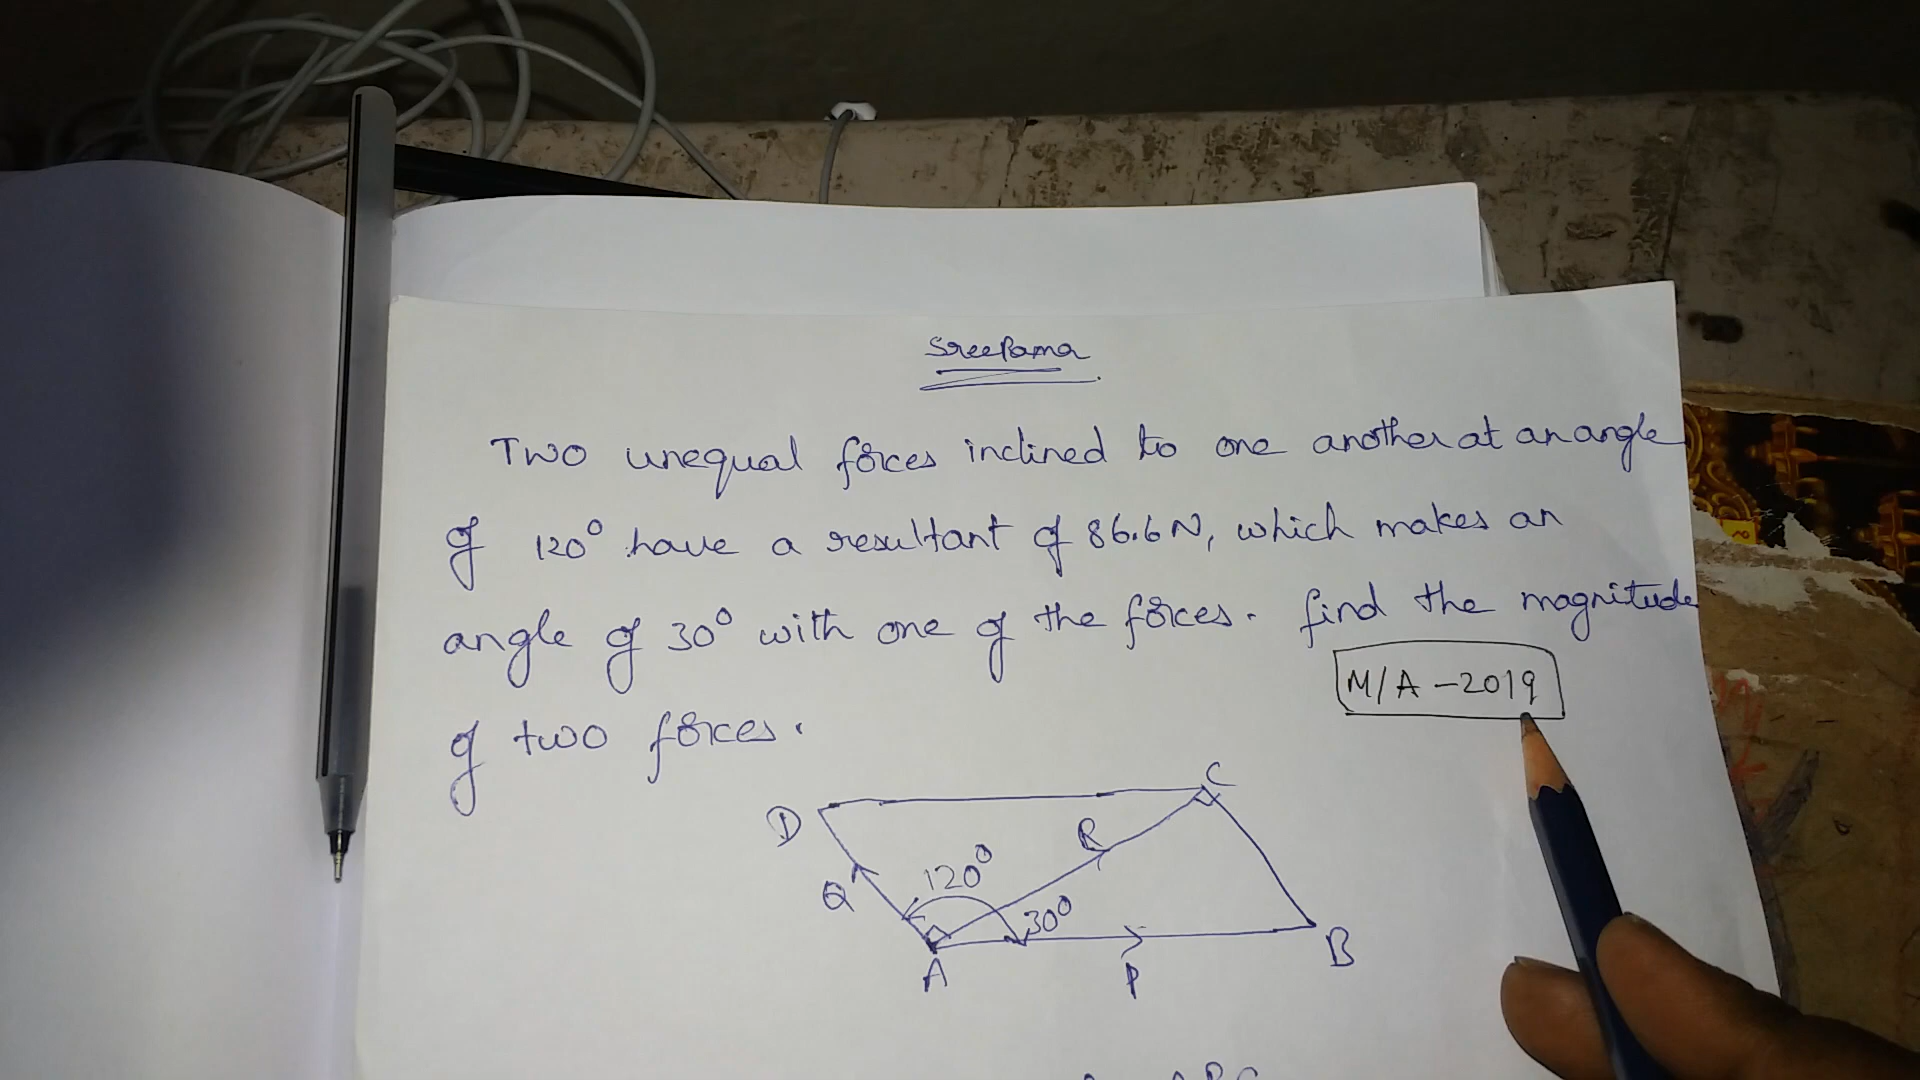 SreeRama
Two unequal forces inclined to one another at an angle
of 120° have a resultant of 86.6N, which makes an
angle of 30° with one of the forces. find the magnitude
M/A - 2019
of two forces.
C
D
R
120°
Q
30°
A
P
B